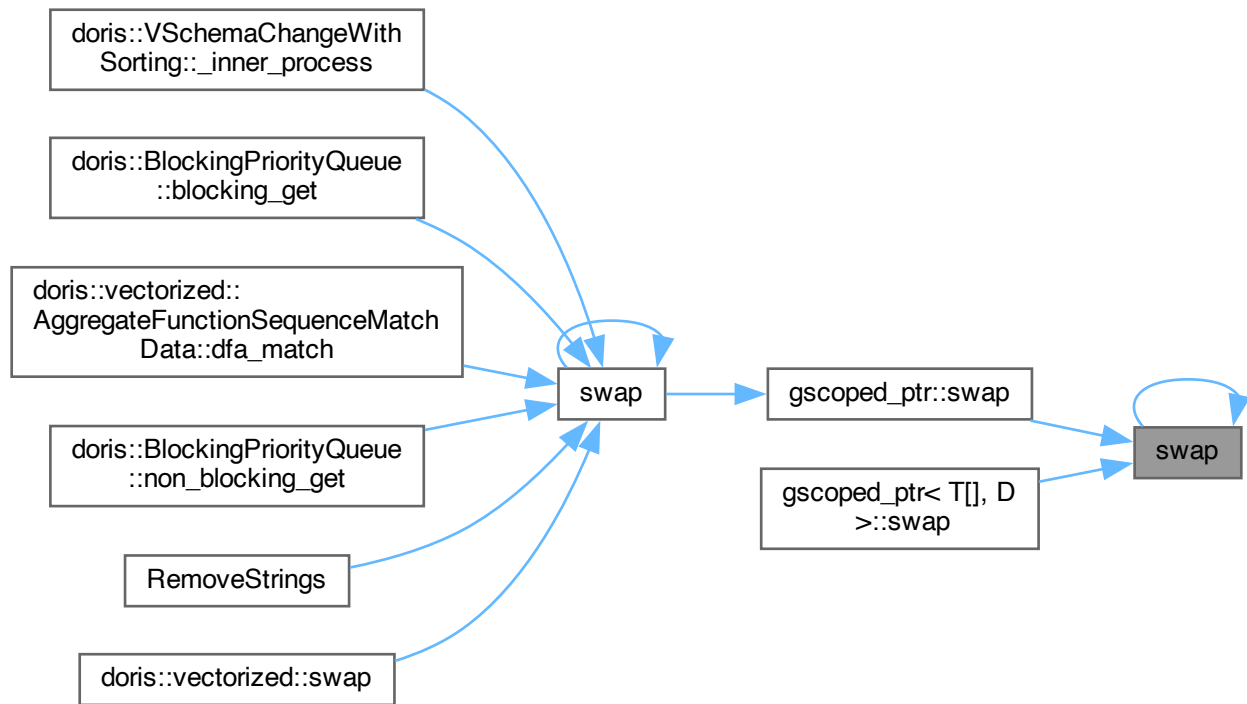 doris::VSchemaChangeWith
Sorting::_inner_process
doris::BlockingPriorityQueue
::blocking_get
doris::vectorized::
AggregateFunctionSequenceMatch
Data::dfa_match
doris::BlockingPriorityQueue
::non_blocking_get
RemoveStrings
doris::vectorized::swap
swap
gscoped_ptr::swap
gscoped_ptr< T[], D
>::swap
swap